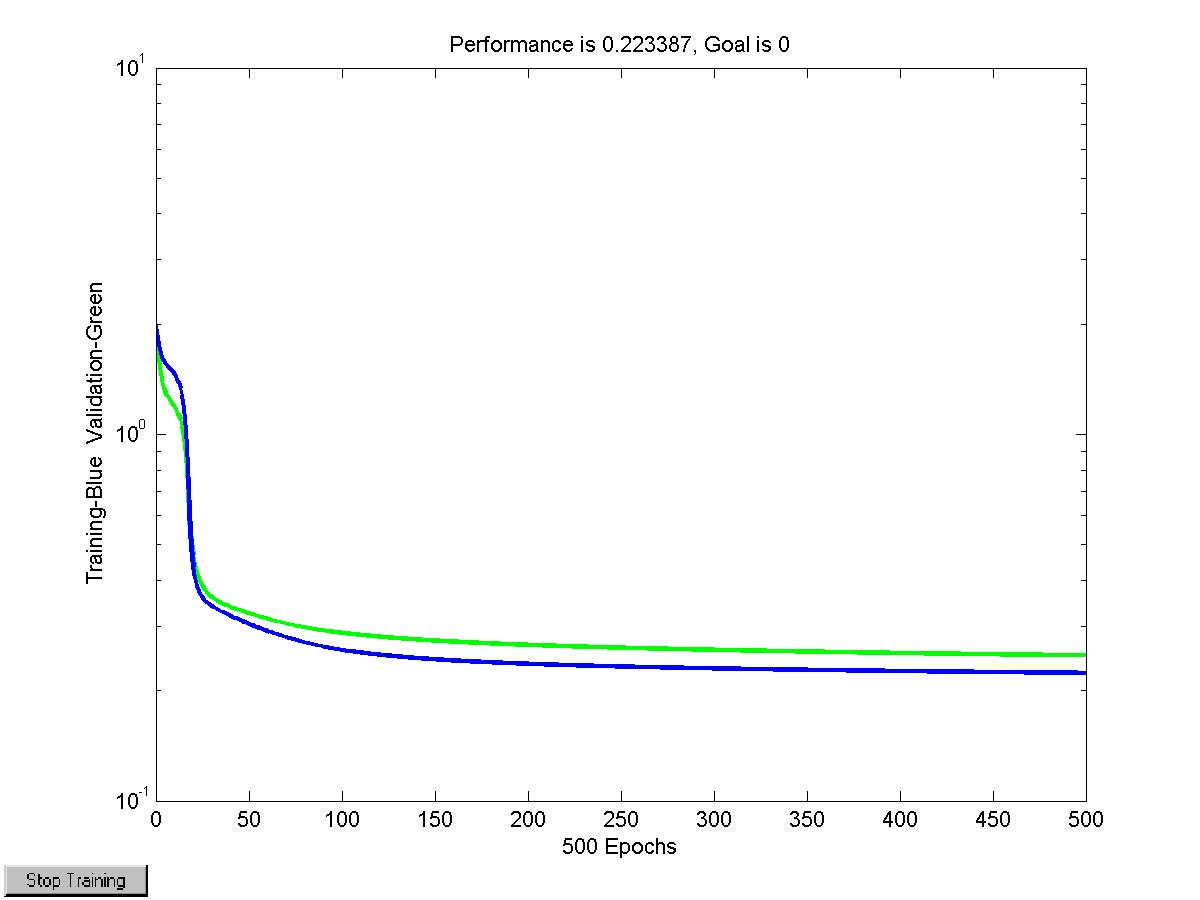 Performance is 0.223387, Goal is 0
10^1
10^0
10^-1
Training-Blue Validation-Green
0 50 100 150 200 250 300 350 400 450 500
500 Epochs
Stop Training